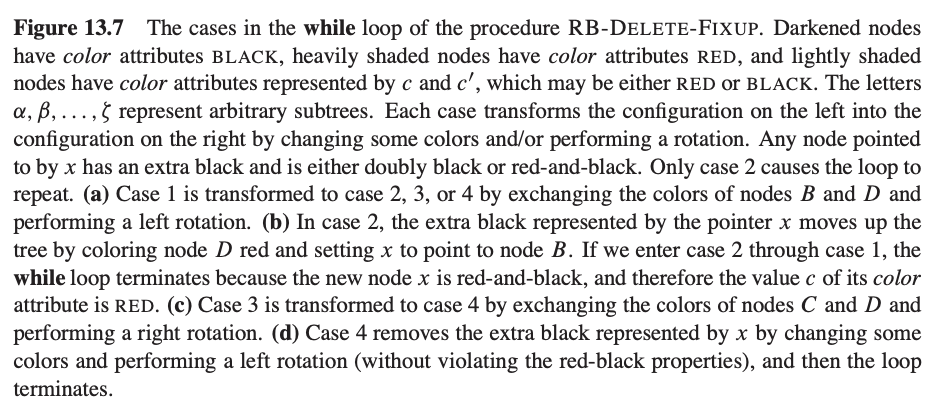 Figure 13.7 The cases in the while loop of the procedure RB-DELETE-FIXUP. Darkened nodes
have color attributes BLACK, heavily shaded nodes have color attributes RED, and lightly shaded
nodes have color attributes represented by c and c′, which may be either RED or BLACK. The letters
α, β, . . . , ζ represent arbitrary subtrees. Each case transforms the configuration on the left into the
configuration on the right by changing some colors and/or performing a rotation. Any node pointed
to by x has an extra black and is either doubly black or red-and-black. Only case 2 causes the loop to
repeat. (a) Case 1 is transformed to case 2, 3, or 4 by exchanging the colors of nodes B and D and
performing a left rotation. (b) In case 2, the extra black represented by the pointer x moves up the
tree by coloring node D red and setting x to point to node B. If we enter case 2 through case 1, the
while loop terminates because the new node x is red-and-black, and therefore the value c of its color
attribute is RED. (c) Case 3 is transformed to case 4 by exchanging the colors of nodes C and D and
performing a right rotation. (d) Case 4 removes the extra black represented by x by changing some
colors and performing a left rotation (without violating the red-black properties), and then the loop
terminates.